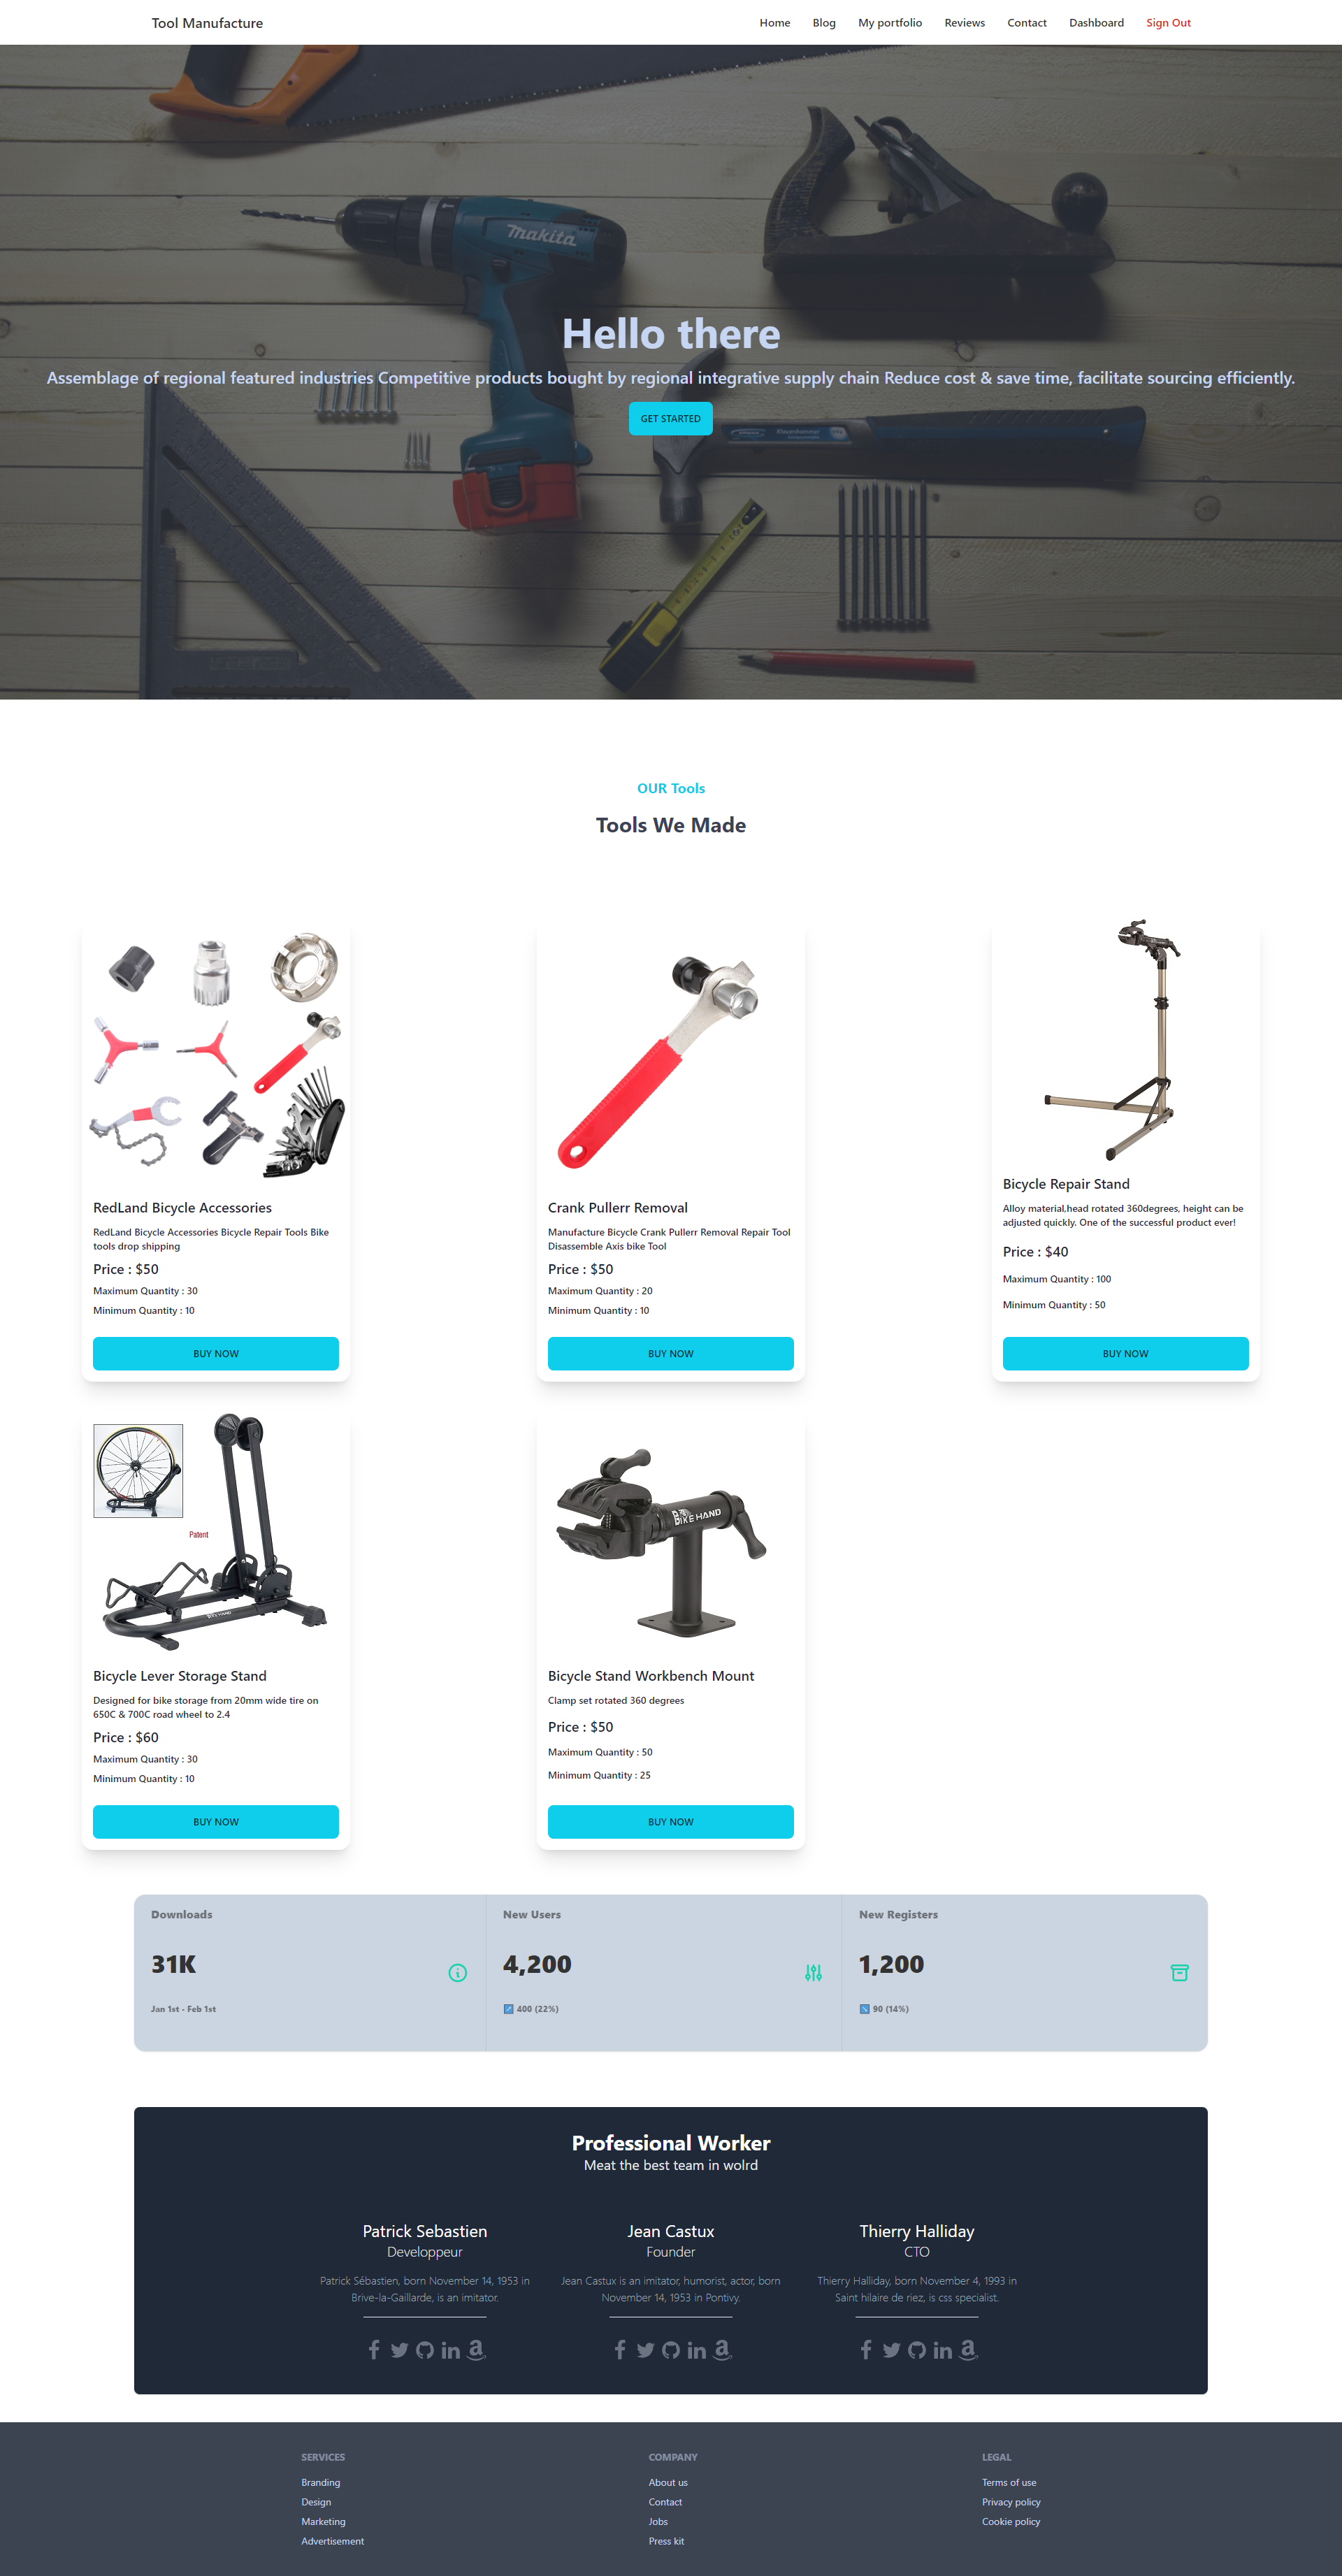 Tool Manufacture
Home Blog My portfolio Reviews Contact Dashboard Sign Out
makita
Hello there
Assemblage of regional featured industries Competitive products bought by regional integrative supply chain Reduce cost & save time, facilitate sourcing efficiently.
GET STARTED
OUR Tools
Tools We Made
RedLand Bicycle Accessories
RedLand Bicycle Accessories Bicycle Repair Tools Bike
tools drop shipping
Price : $50
Maximum Quantity : 30
Minimum Quantity : 10
BUY NOW
Crank Pullerr Removal
Manufacture Bicycle Crank Pullerr Removal Repair Tool
Disassemble Axis bike Tool
Price : $50
Maximum Quantity : 20
Minimum Quantity : 10
BUY NOW
Bicycle Repair Stand
Alloy material,head rotated 360degrees, height can be
adjusted quickly. One of the successful product ever!
Price : $40
Maximum Quantity : 100
Minimum Quantity : 50
BUY NOW
Patent
BIKE HAND
Bicycle Lever Storage Stand
Designed for bike storage from 20mm wide tire on
650C & 700C road wheel to 2.4
Price : $60
Maximum Quantity : 30
Minimum Quantity : 10
BUY NOW
BIKE HAND
Bicycle Stand Workbench Mount
Clamp set rotated 360 degrees
Price : $50
Maximum Quantity : 50
Minimum Quantity : 25
BUY NOW
Downloads
31K
Jan 1st - Feb 1st
New Users
4,200
↗ 400 (22%)
New Registers
1,200
↘ 90 (14%)
Professional Worker
Meat the best team in wolrd
Patrick Sebastien
Developpeur
Patrick Sébastien, born November 14, 1953 in
Brive-la-Gaillarde, is an imitator.
Jean Castux
Founder
Jean Castux is an imitator, humorist, actor, born
November 14, 1953 in Pontivy.
Thierry Halliday
CTO
Thierry Halliday, born November 4, 1993 in
Saint hilaire de riez, is css specialist.
SERVICES
Branding
Design
Marketing
Advertisement
COMPANY
About us
Contact
Jobs
Press kit
LEGAL
Terms of use
Privacy policy
Cookie policy